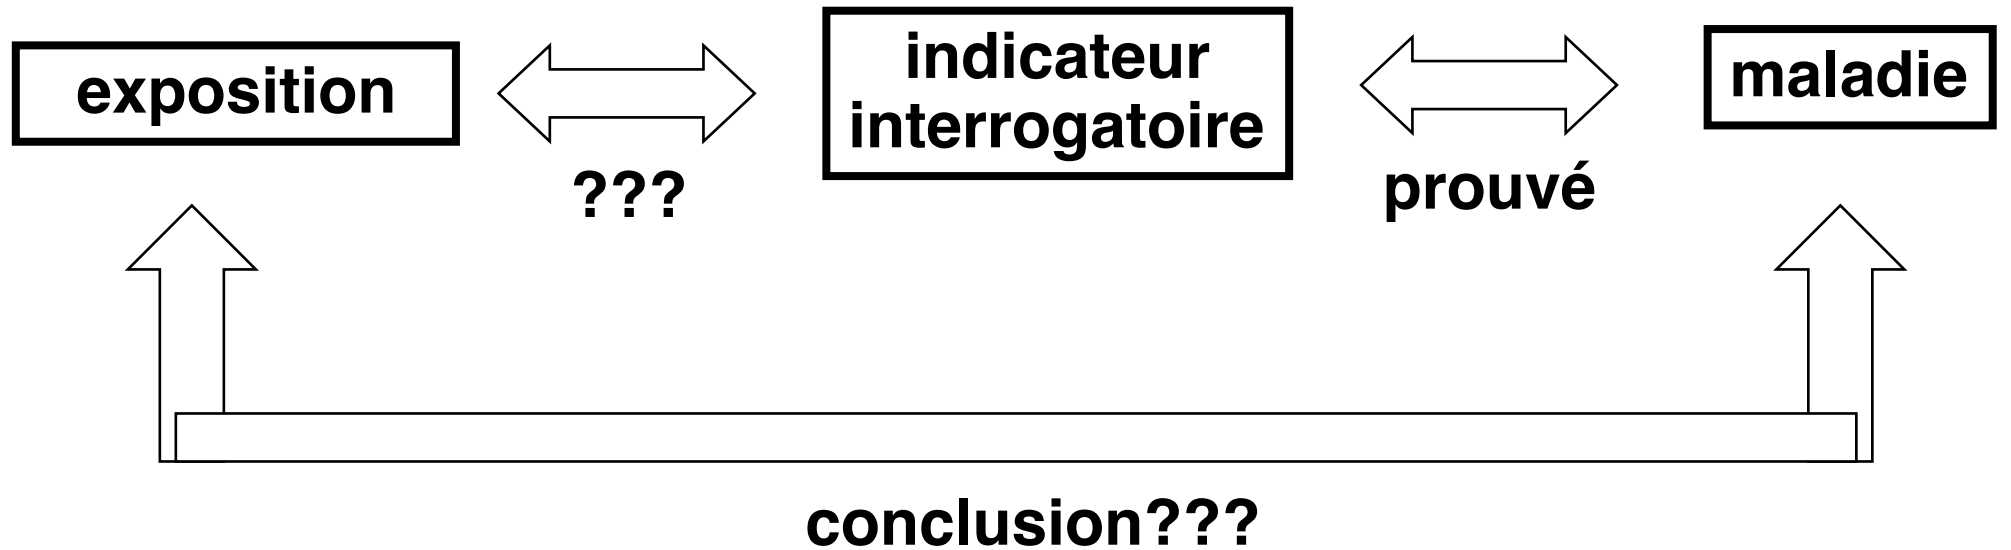 exposition
indicateur
interrogatoire
maladie
???
prouvé
conclusion???